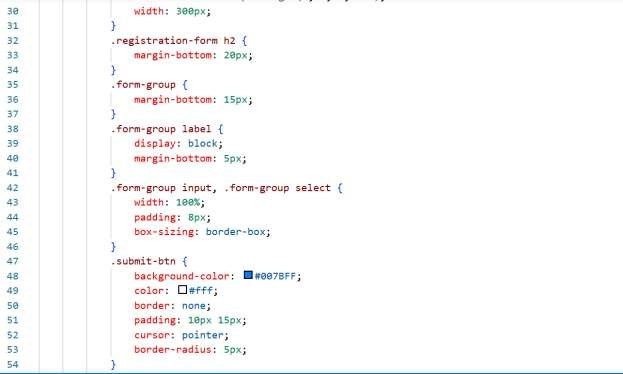 30 width: 300px;
31 }
32 .registration-form h2 {
33 margin-bottom: 20px;
34 }
35 .form-group {
36 margin-bottom: 15px;
37 }
38 .form-group label {
39 display: block;
40 margin-bottom: 5px;
41 }
42 .form-group input, .form-group select {
43 width: 100%;
44 padding: 8px;
45 box-sizing: border-box;
46 }
47 .submit-btn {
48 background-color: #007BFF;
49 color: #fff;
50 border: none;
51 padding: 10px 15px;
52 cursor: pointer;
53 border-radius: 5px;
54 }